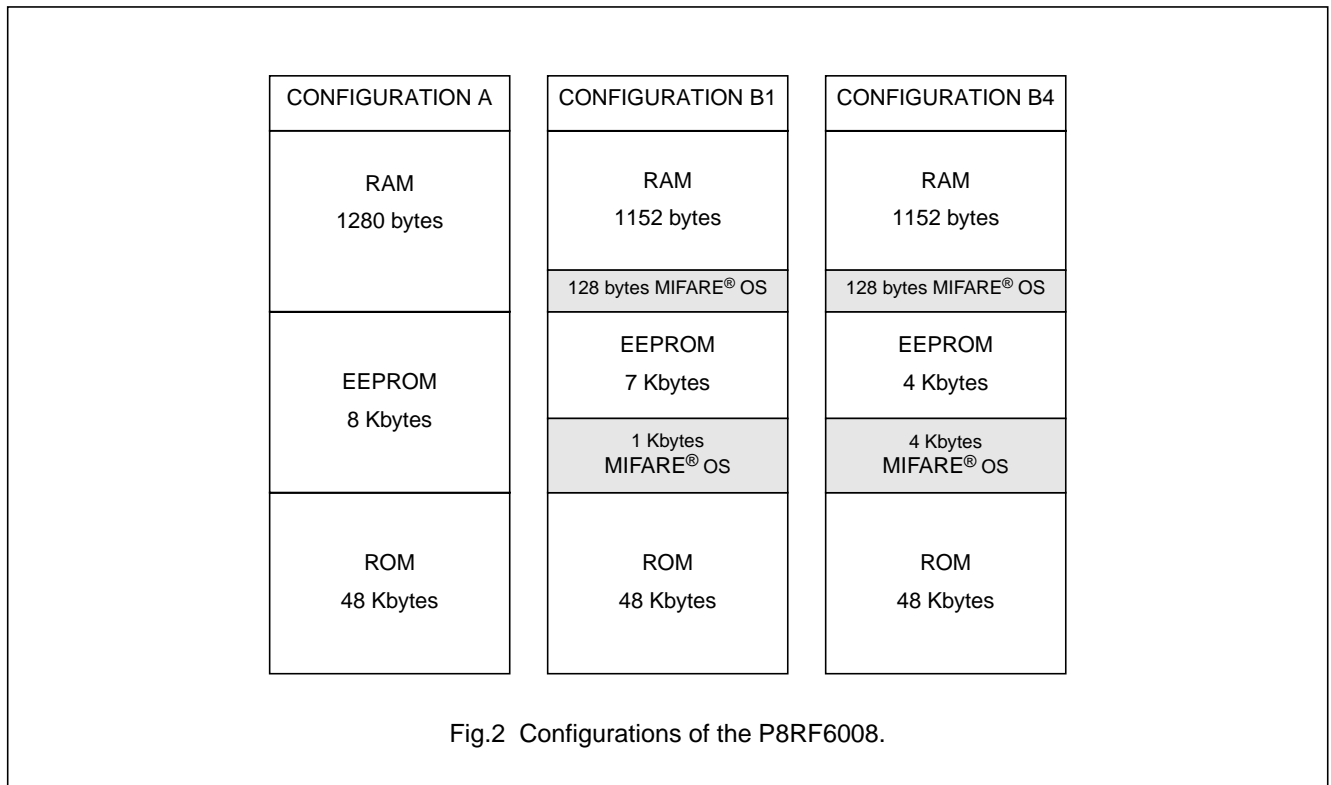 CONFIGURATION A
RAM
1280 bytes
EEPROM
8 Kbytes
ROM
48 Kbytes
CONFIGURATION B1
RAM
1152 bytes
128 bytes MIFARE® OS
EEPROM
7 Kbytes
1 Kbytes
MIFARE® OS
ROM
48 Kbytes
CONFIGURATION B4
RAM
1152 bytes
128 bytes MIFARE® OS
EEPROM
4 Kbytes
4 Kbytes
MIFARE® OS
ROM
48 Kbytes
Fig.2 Configurations of the P8RF6008.